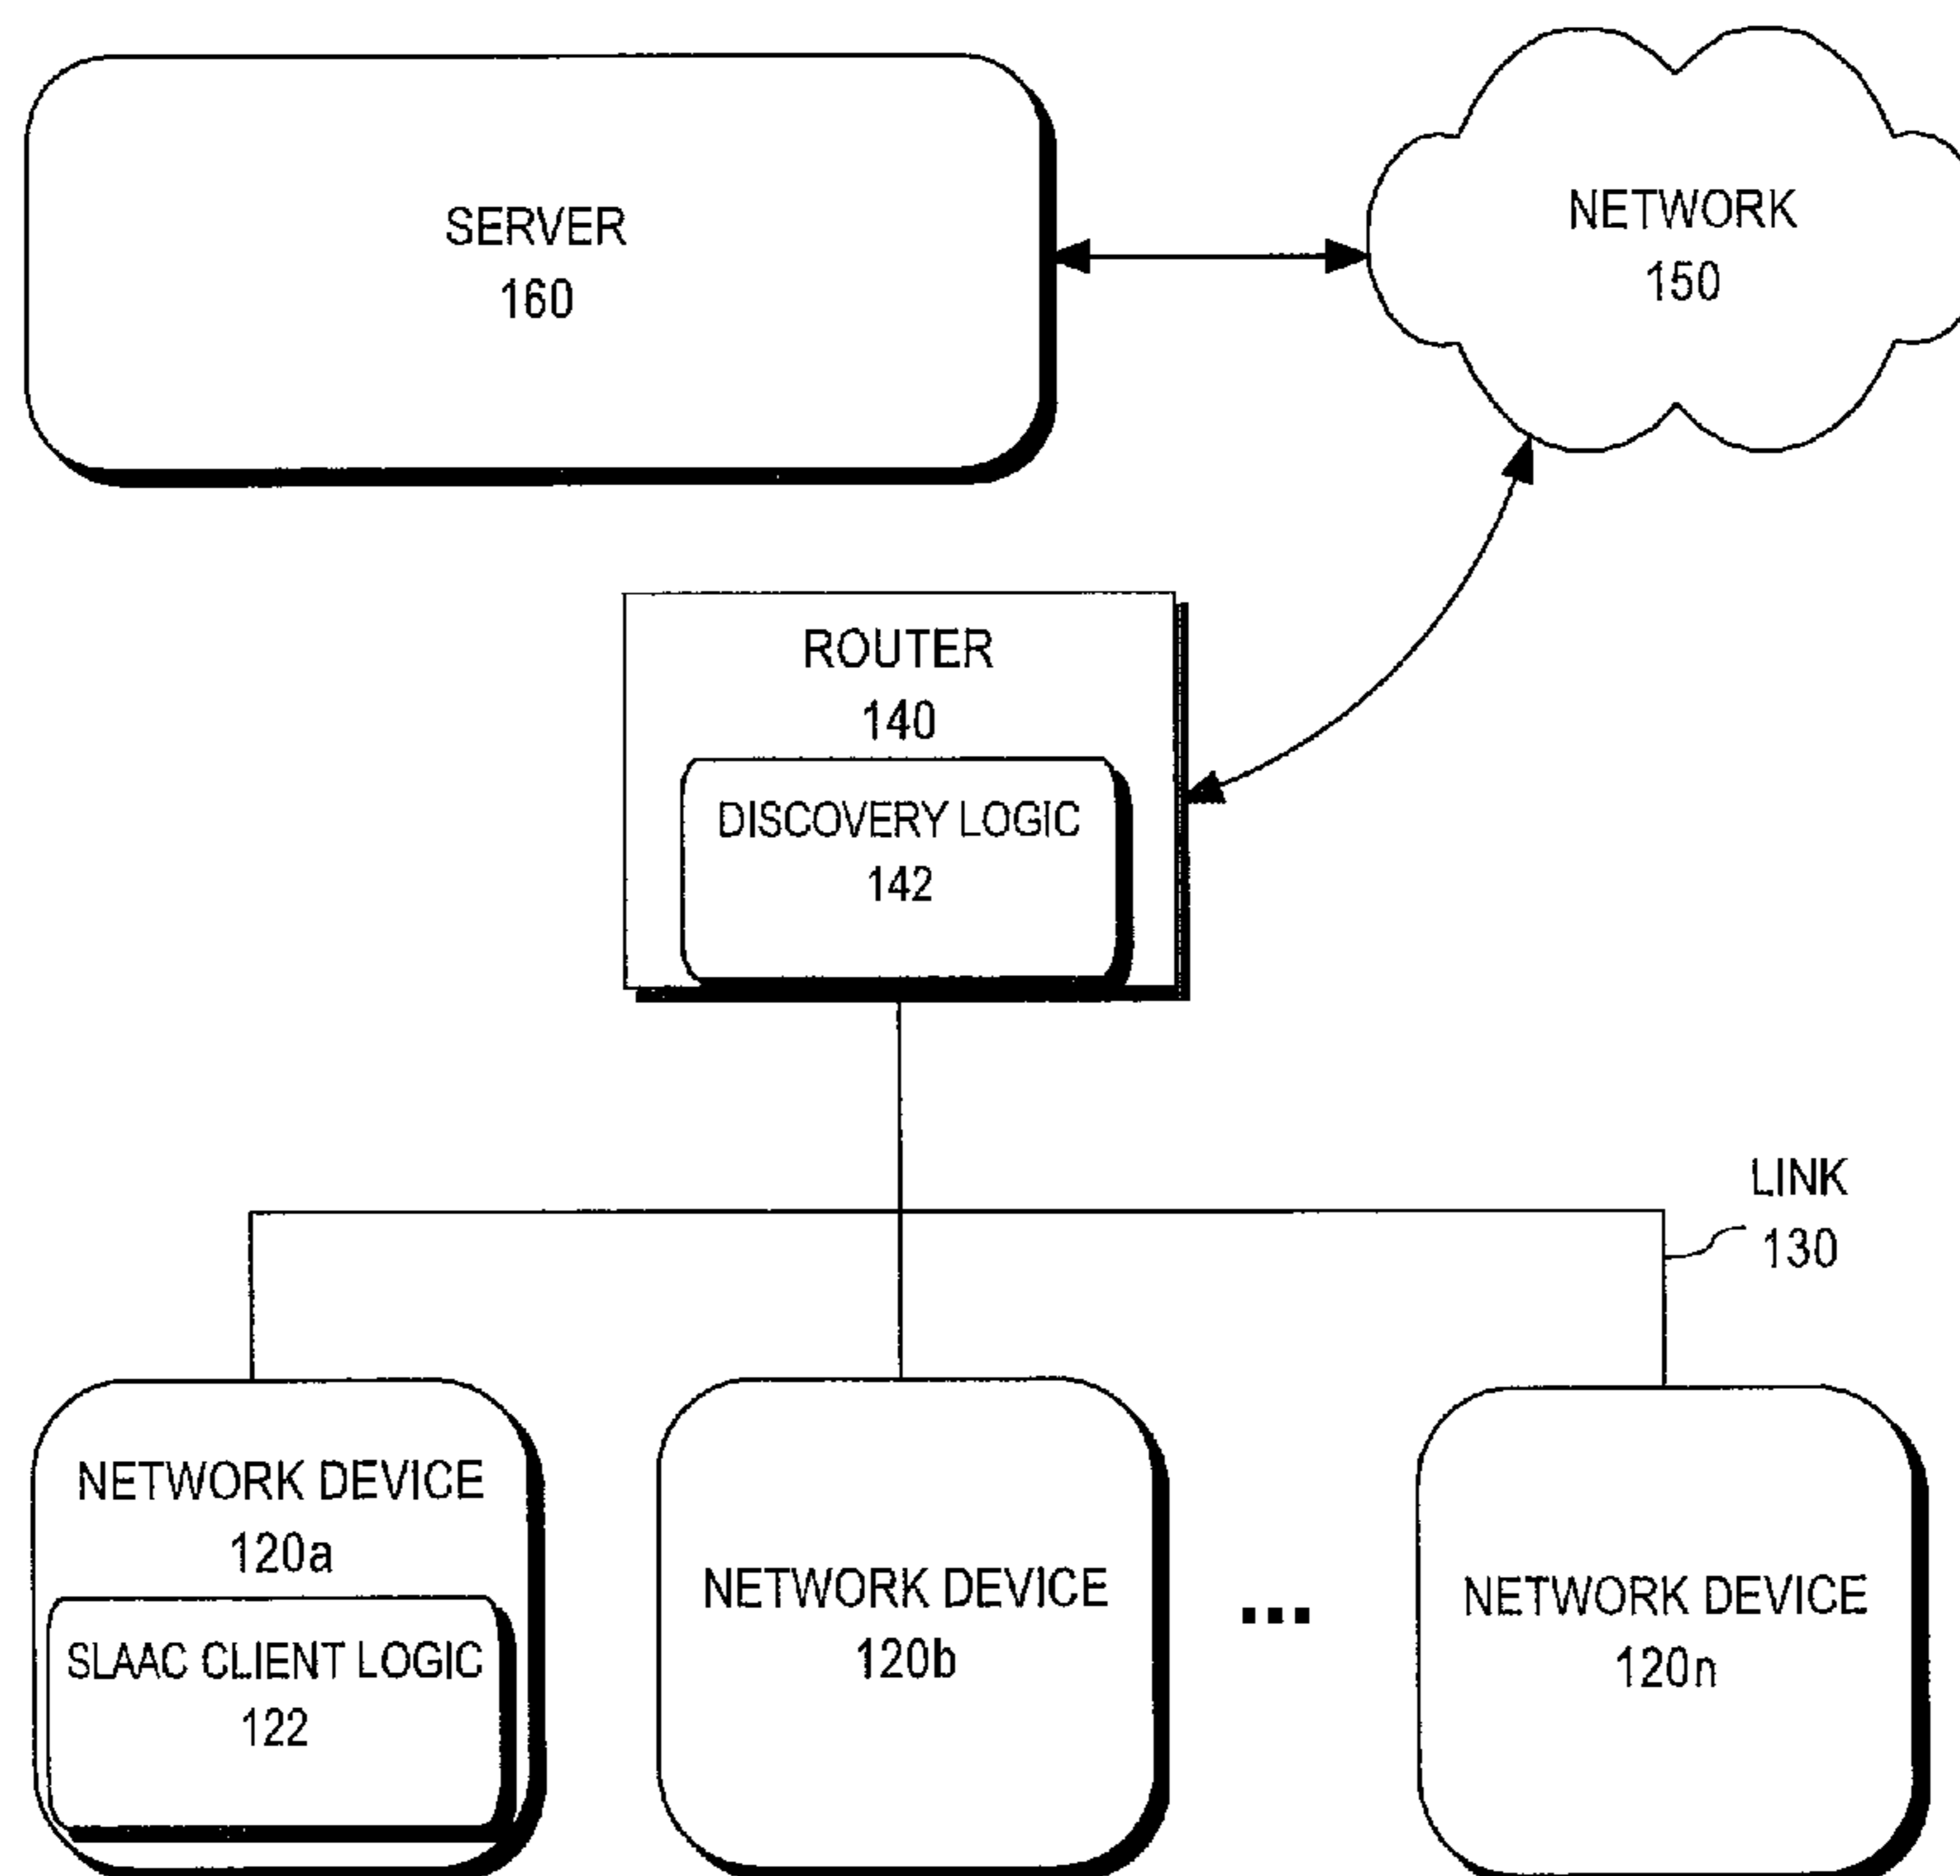 SERVER
160
NETWORK
150
ROUTER
140
DISCOVERY LOGIC
142
LINK
130
NETWORK DEVICE
120a
SLAAC CLIENT LOGIC
122
NETWORK DEVICE
120b
...
NETWORK DEVICE
120n